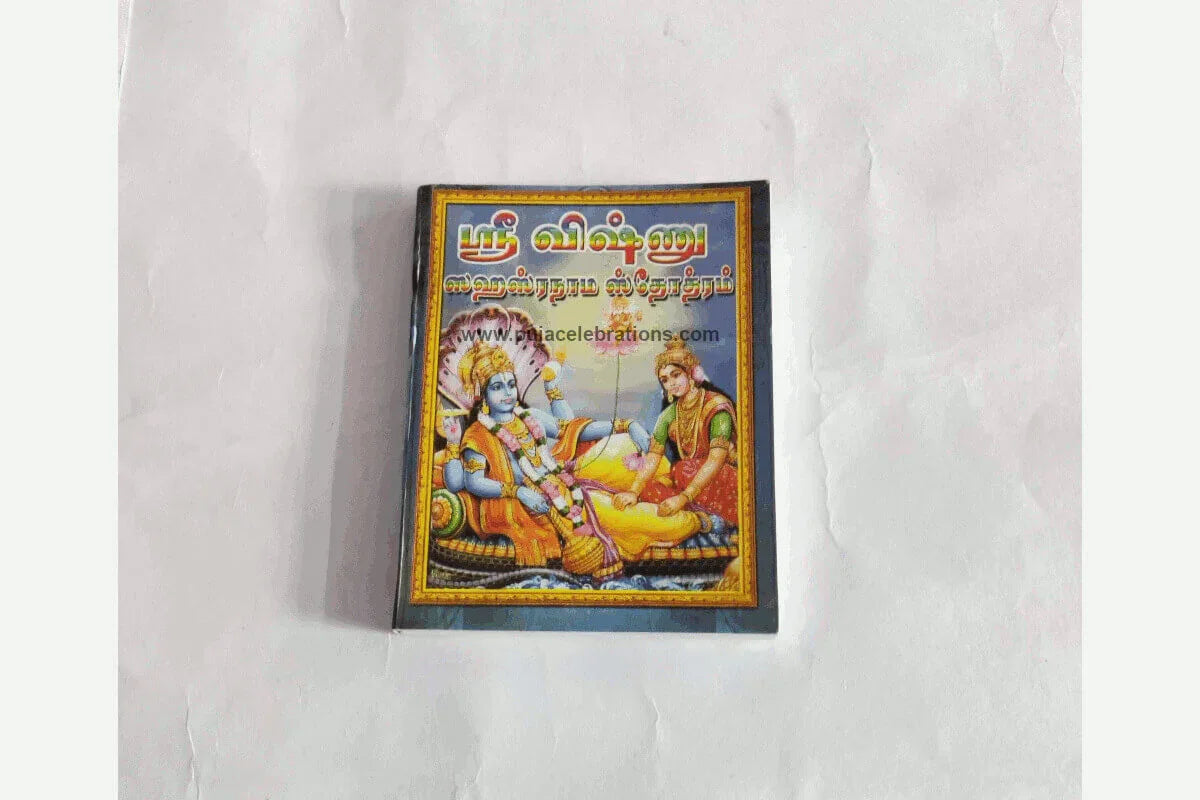 ஸ்ரீ விஷ்ணு
ஸஹஸ்ரநாம ஸ்தோத்ரம்
www.pujacelebrations.com